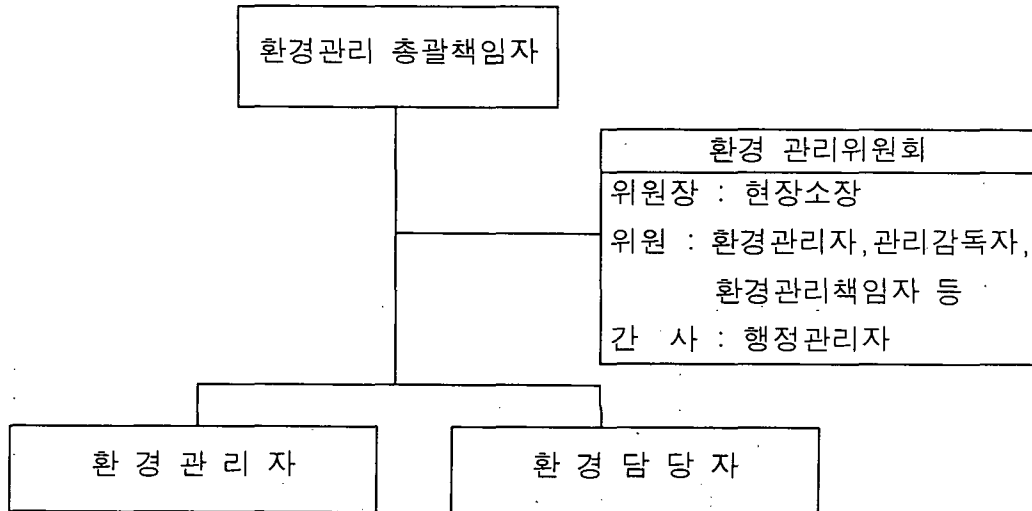 환경관리 총괄책임자
환경 관리위원회
위원장 : 현장소장
위원 : 환경관리자,관리감독자,
환경관리책임자 등
간 사 : 행정관리자
환 경 관 리 자
환 경 담 당 자